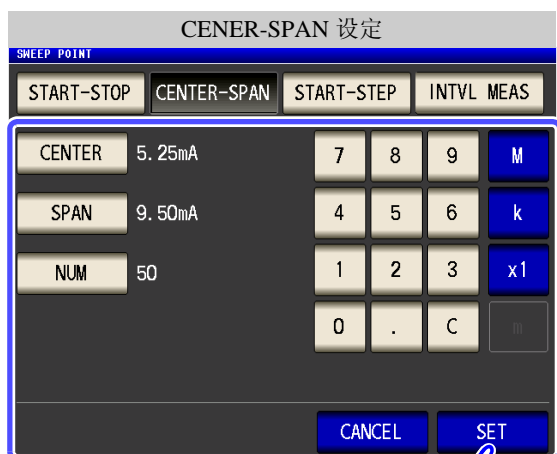 CENER-SPAN 设定
SWEEP POINT
START-STOP CENTER-SPAN START-STEP INTVL MEAS
CENTER 5.25mA 7 8 9 M
SPAN 9.50mA 4 5 6 k
NUM 50 1 2 3 x1
0 . C m
CANCEL SET